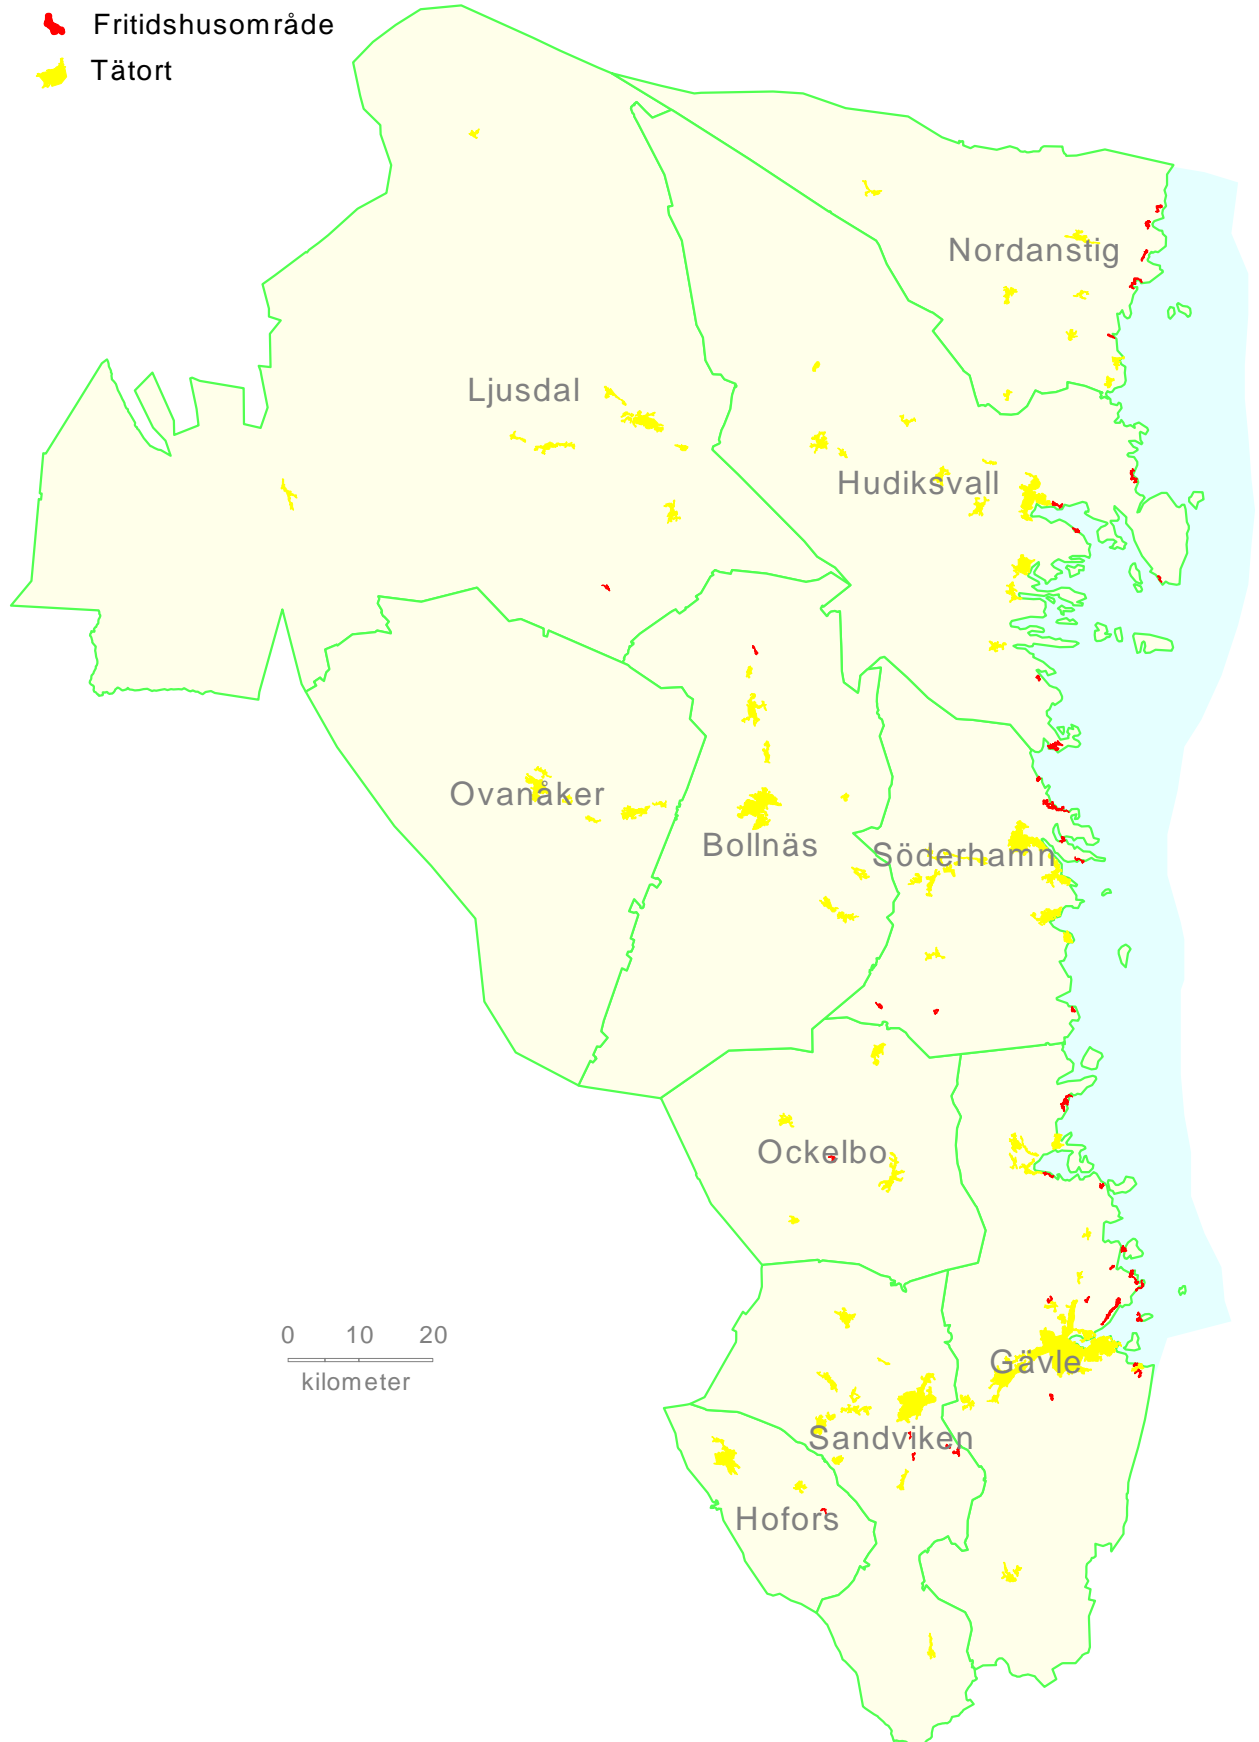 Fritidshusområde
Tätort
Nordanstig
Ljusdal
Hudiksvall
Ovanåker
Bollnäs
Söderhamn
Ockelbo
0 10 20
kilometer
Gävle
Sandviken
Hofors